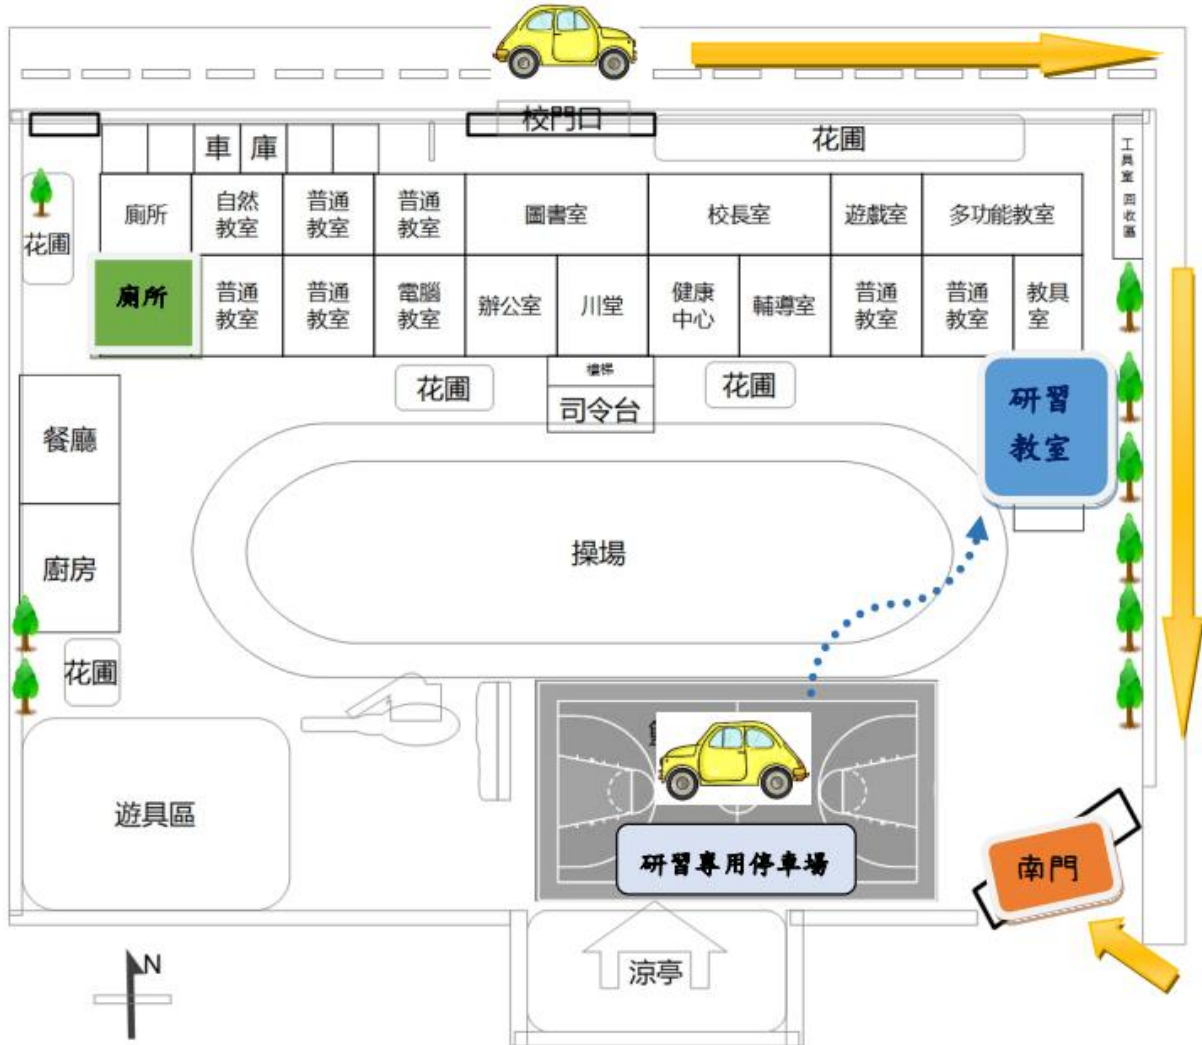 校門口
花圃
車 庫
工具室 回收區
廁所
自然
教室
普通
教室
普通
教室
圖書室
校長室
遊戲室
多功能教室
花圃
廁所
普通
教室
普通
教室
電腦
教室
辦公室
川堂
健康
中心
輔導室
普通
教室
普通
教室
教具
室
花圃
樓梯
司令台
花圃
研習
教室
餐廳
操場
廚房
花圃
遊具區
研習專用停車場
南門
N
涼亭